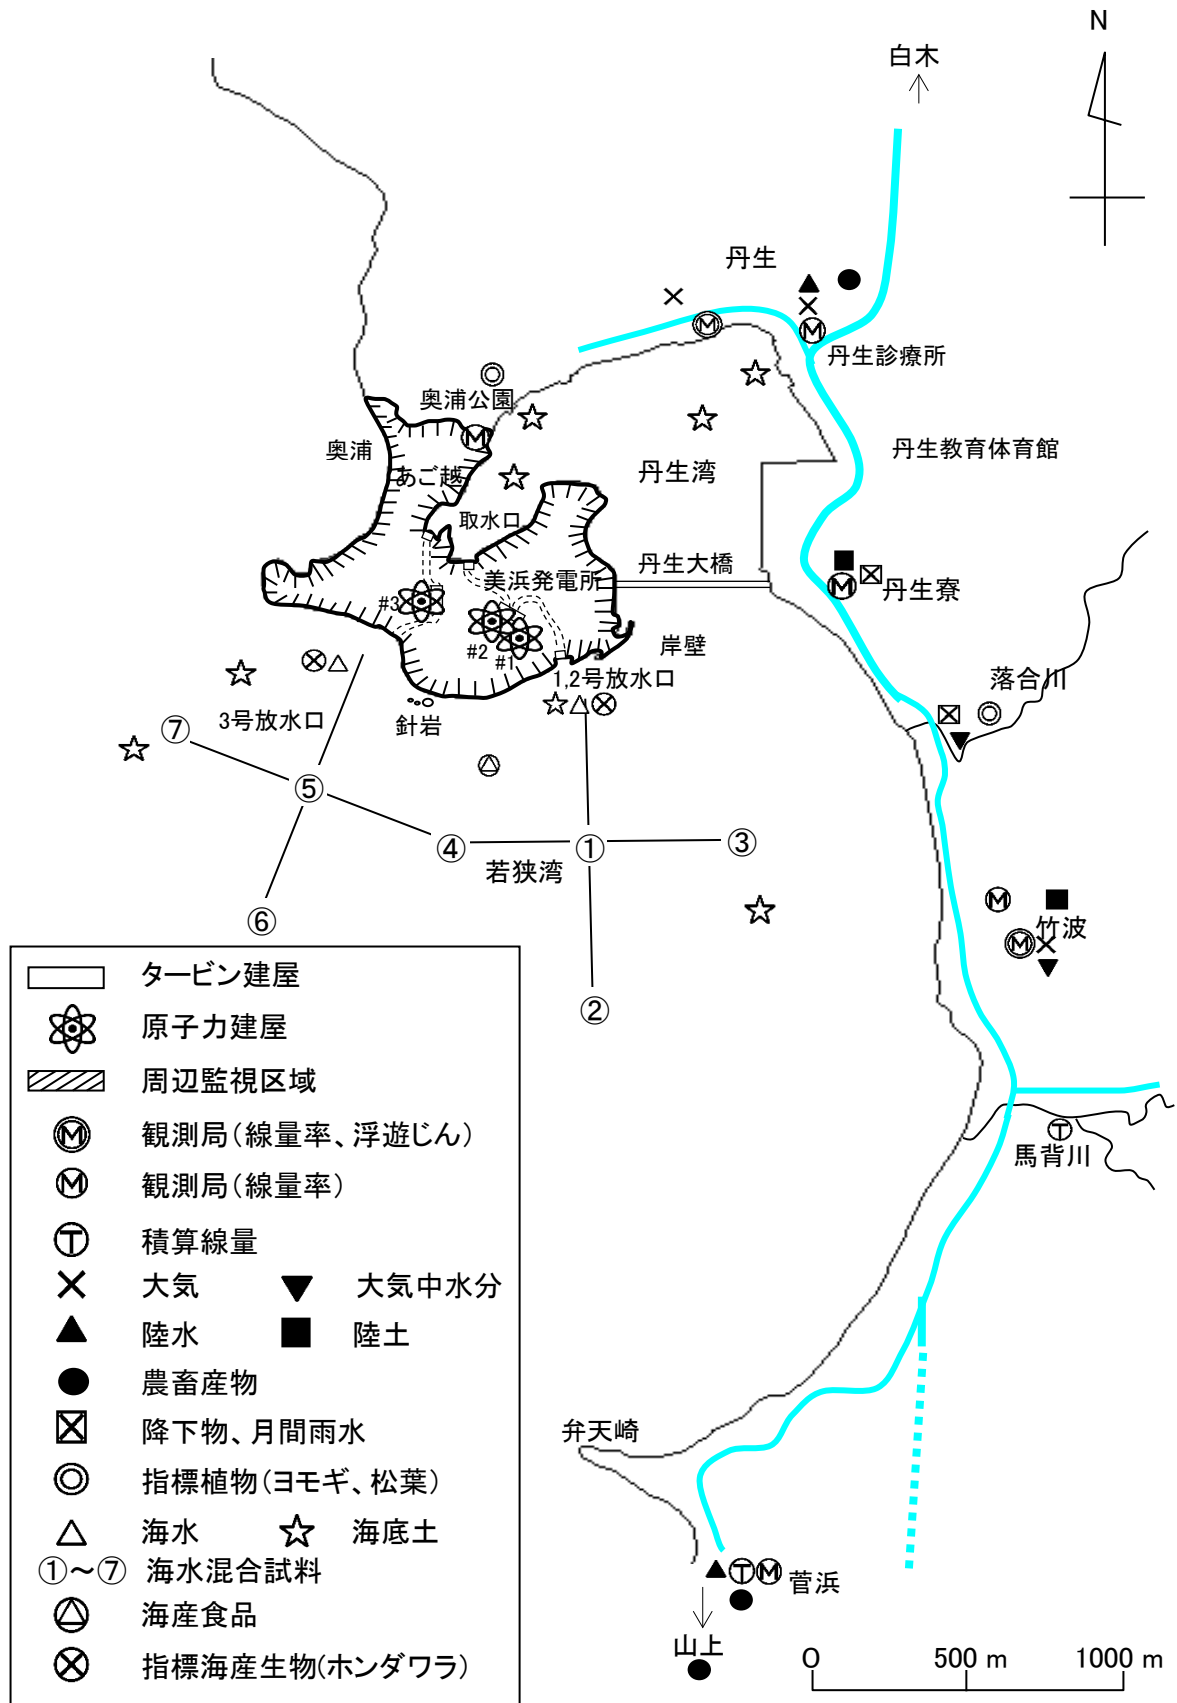 N
白木
丹生
丹生診療所
奥浦公園
奥浦
丹生教育体育館
あご越
丹生湾
取水口
丹生大橋
美浜発電所
丹生寮
#3
#2
#1
岸壁
1,2号放水口
落合川
3号放水口
針岩
⑦
⑤
④
①
③
若狭湾
⑥
竹波
②
馬背川
弁天崎
菅浜
山上
タービン建屋
原子力建屋
周辺監視区域
M 観測局(線量率、浮遊じん)
M 観測局(線量率)
T 積算線量
大気 大気中水分
陸水 陸土
農畜産物
降下物、月間雨水
指標植物(ヨモギ、松葉)
海水 海底土
①～⑦ 海水混合試料
海産食品
指標海産生物(ホンダワラ)
0 500 m 1000 m